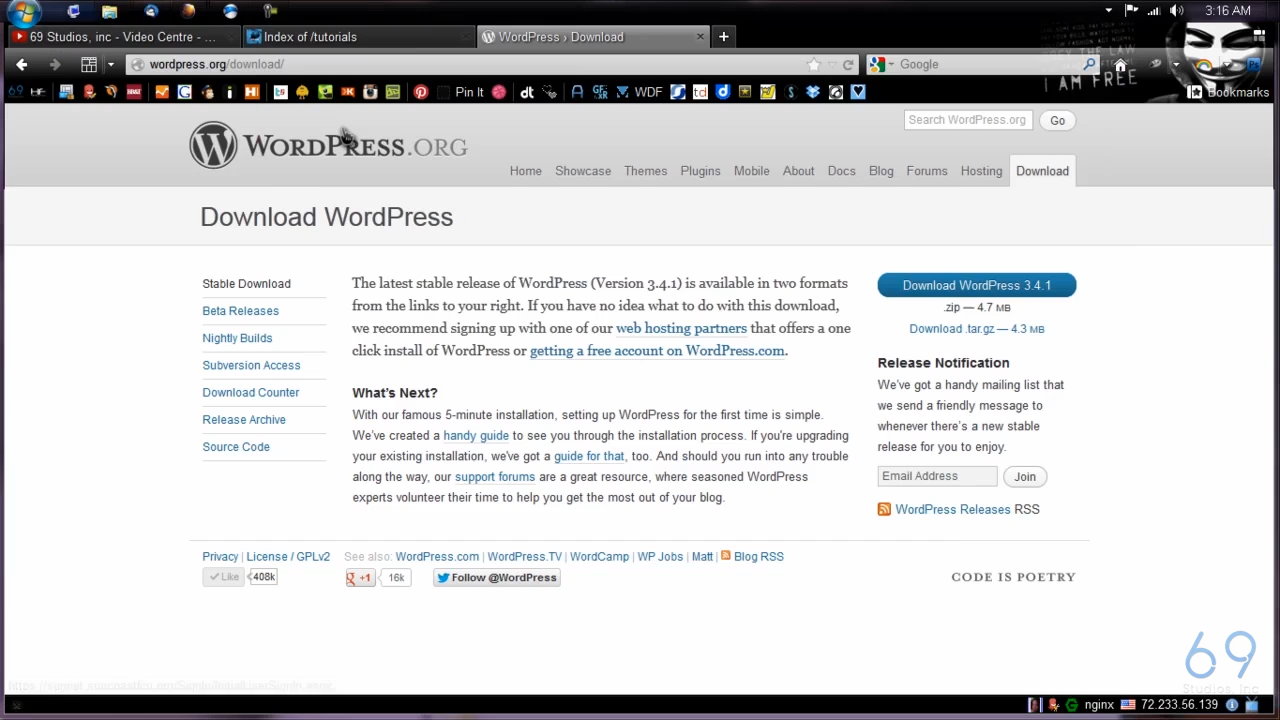 3:16 AM
69 Studios, inc - Video Centre - ...
Index of /tutorials
WordPress › Download
wordpress.org/download/
Google
I AM FREE
Pin It
WDF
Bookmarks
WORDPRESS.ORG
Search WordPress.org
Go
Home
Showcase
Themes
Plugins
Mobile
About
Docs
Blog
Forums
Hosting
Download
Download WordPress
Stable Download
Beta Releases
Nightly Builds
Subversion Access
Download Counter
Release Archive
Source Code
The latest stable release of WordPress (Version 3.4.1) is available in two formats
from the links to your right. If you have no idea what to do with this download,
we recommend signing up with one of our web hosting partners that offers a one
click install of WordPress or getting a free account on WordPress.com.
What's Next?
With our famous 5-minute installation, setting up WordPress for the first time is simple.
We've created a handy guide to see you through the installation process. If you're upgrading
your existing installation, we've got a guide for that, too. And should you run into any trouble
along the way, our support forums are a great resource, where seasoned WordPress
experts volunteer their time to help you get the most out of your blog.
Download WordPress 3.4.1
.zip — 4.7 MB
Download .tar.gz — 4.3 MB
Release Notification
We've got a handy mailing list that
we send a friendly message to
whenever there's a new stable
release for you to enjoy.
Email Address
Join
WordPress Releases RSS
Privacy | License / GPLv2
See also: WordPress.com | WordPress.TV | WordCamp | WP Jobs | Matt | Blog RSS
Like
408k
+1
16k
Follow @WordPress
CODE IS POETRY
69
Studios, Inc
nginx
72.233.56.139